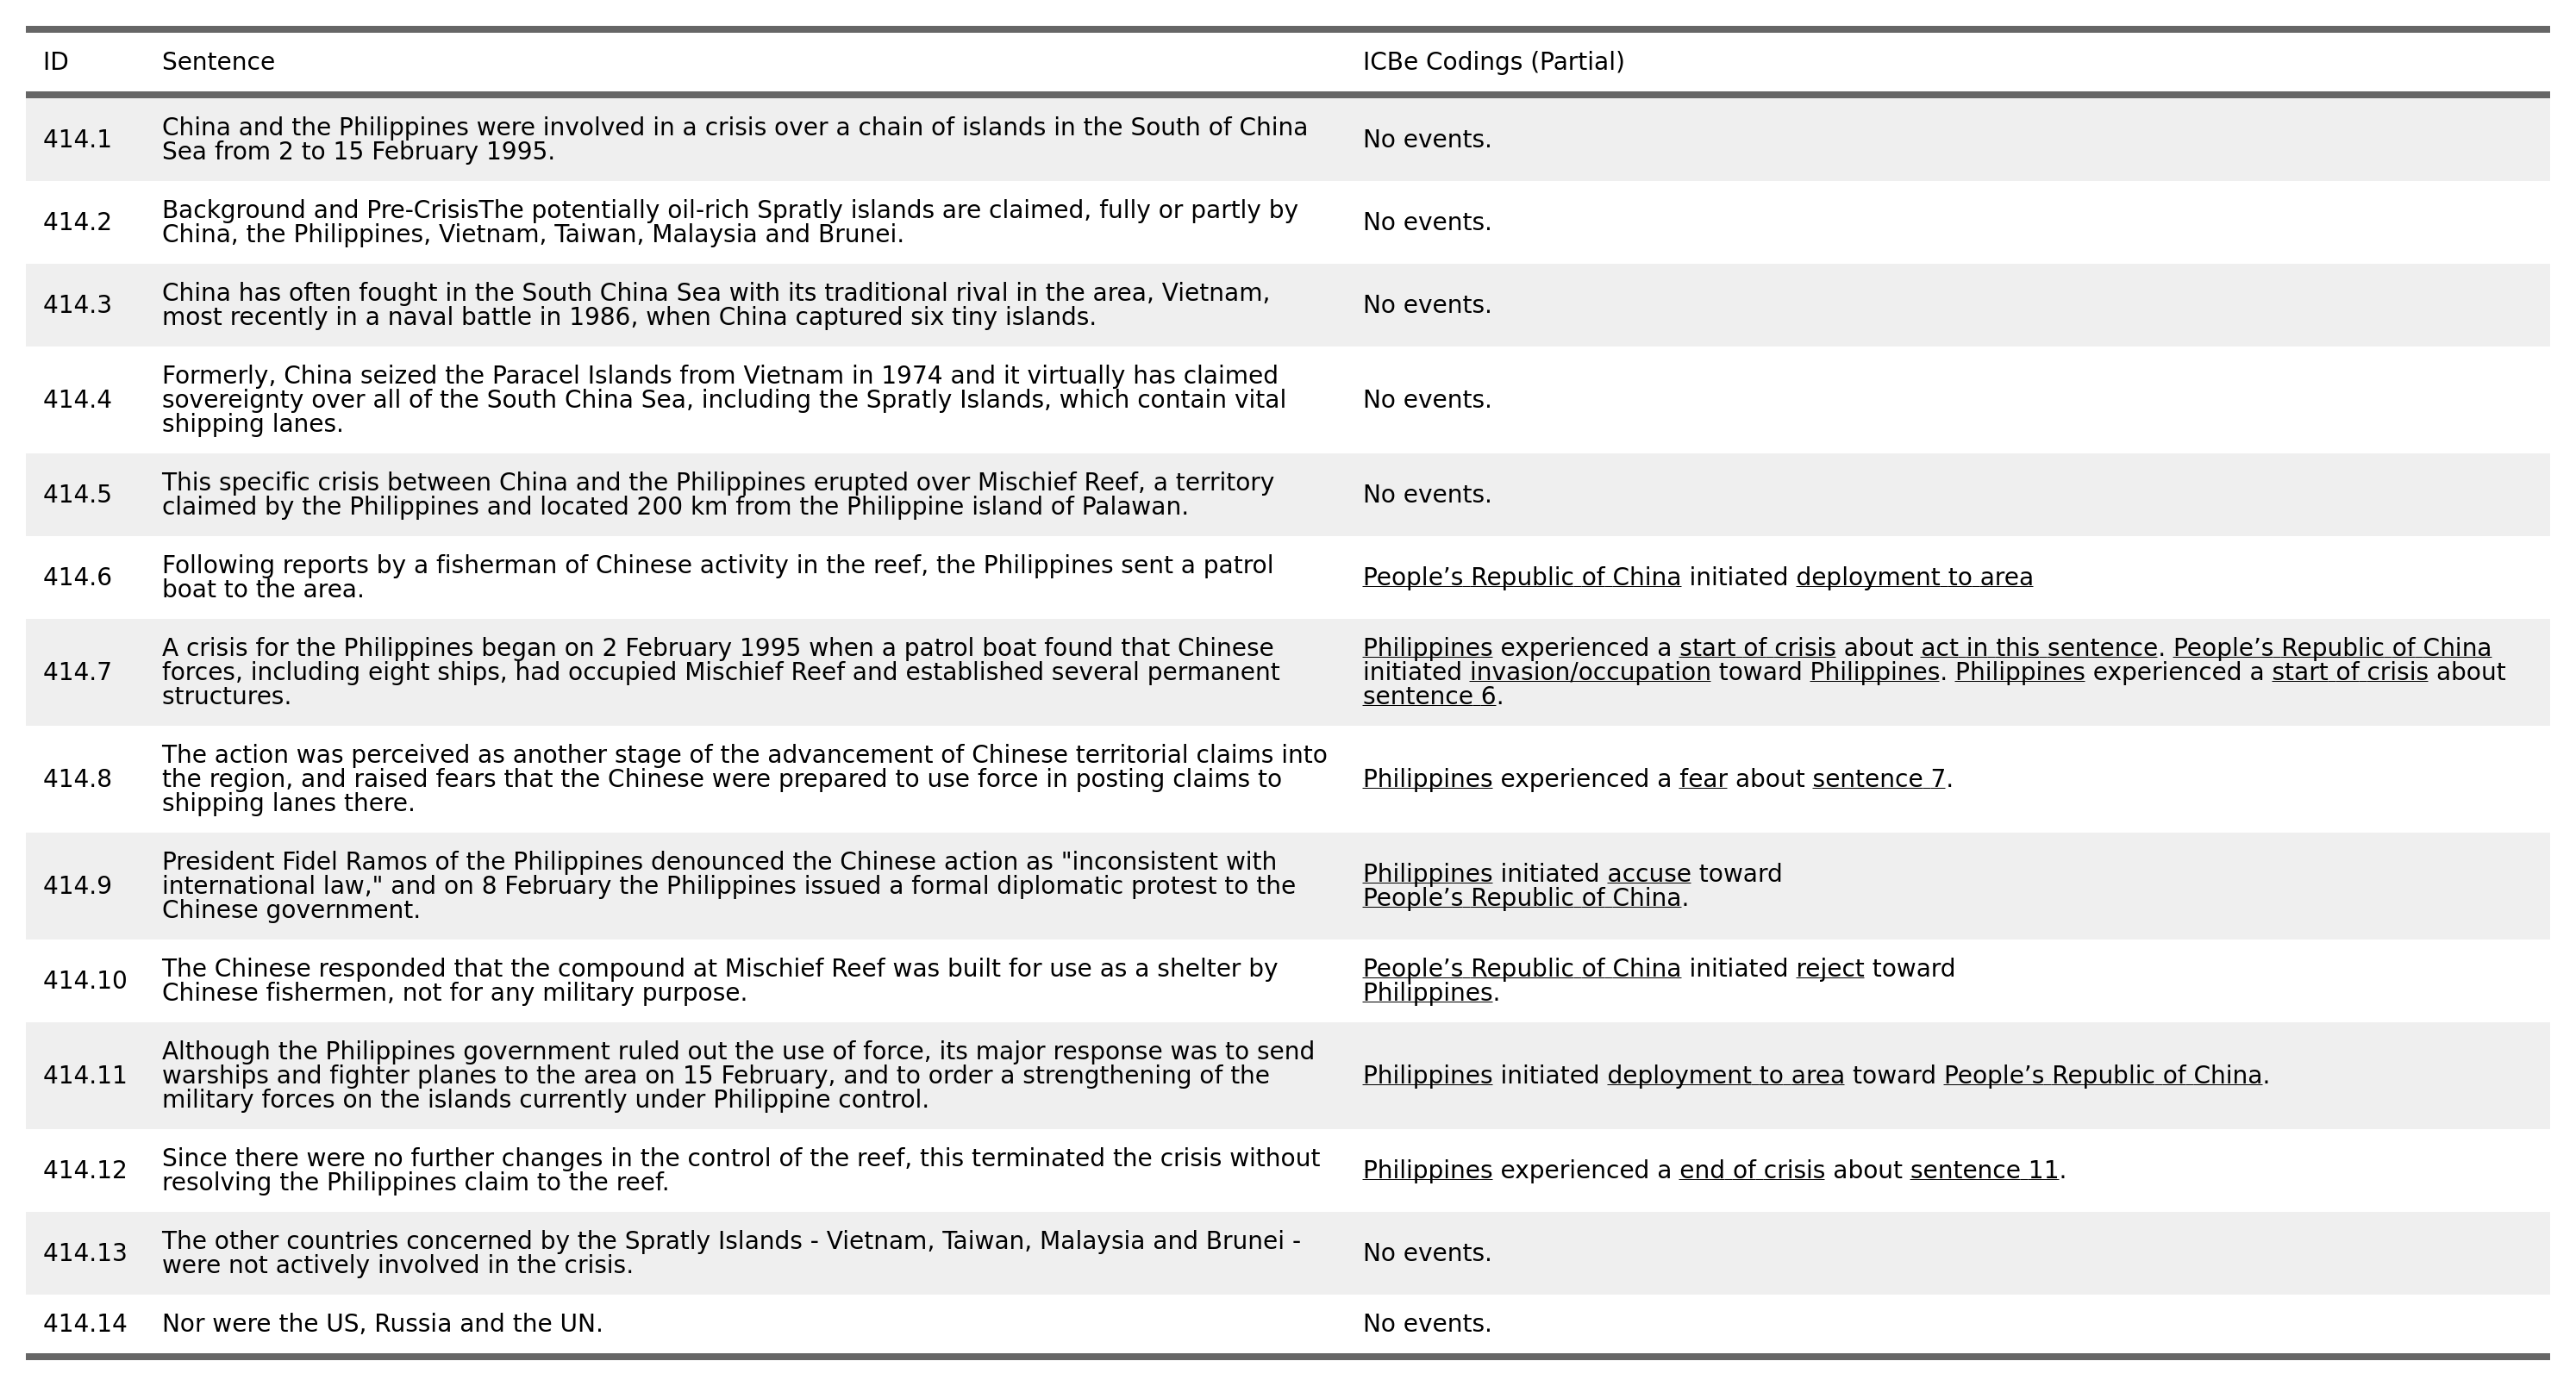 ID Sentence ICBe Codings (Partial)
414.1 China and the Philippines were involved in a crisis over a chain of islands in the South of China
Sea from 2 to 15 February 1995.
No events.
414.2 Background and Pre-CrisisThe potentially oil-rich Spratly islands are claimed, fully or partly by
China, the Philippines, Vietnam, Taiwan, Malaysia and Brunei.
No events.
414.3 China has often fought in the South China Sea with its traditional rival in the area, Vietnam,
most recently in a naval battle in 1986, when China captured six tiny islands.
No events.
414.4 Formerly, China seized the Paracel Islands from Vietnam in 1974 and it virtually has claimed
sovereignty over all of the South China Sea, including the Spratly Islands, which contain vital
shipping lanes.
No events.
414.5 This specific crisis between China and the Philippines erupted over Mischief Reef, a territory
claimed by the Philippines and located 200 km from the Philippine island of Palawan.
No events.
414.6 Following reports by a fisherman of Chinese activity in the reef, the Philippines sent a patrol
boat to the area.
People’s Republic of China initiated deployment to area
414.7 A crisis for the Philippines began on 2 February 1995 when a patrol boat found that Chinese
forces, including eight ships, had occupied Mischief Reef and established several permanent
structures.
Philippines experienced a start of crisis about act in this sentence. People’s Republic of China
initiated invasion/occupation toward Philippines. Philippines experienced a start of crisis about
sentence 6.
414.8 The action was perceived as another stage of the advancement of Chinese territorial claims into
the region, and raised fears that the Chinese were prepared to use force in posting claims to
shipping lanes there.
Philippines experienced a fear about sentence 7.
414.9 President Fidel Ramos of the Philippines denounced the Chinese action as "inconsistent with
international law," and on 8 February the Philippines issued a formal diplomatic protest to the
Chinese government.
Philippines initiated accuse toward
People’s Republic of China.
414.10 The Chinese responded that the compound at Mischief Reef was built for use as a shelter by
Chinese fishermen, not for any military purpose.
People’s Republic of China initiated reject toward
Philippines.
414.11 Although the Philippines government ruled out the use of force, its major response was to send
warships and fighter planes to the area on 15 February, and to order a strengthening of the
military forces on the islands currently under Philippine control.
Philippines initiated deployment to area toward People’s Republic of China.
414.12 Since there were no further changes in the control of the reef, this terminated the crisis without
resolving the Philippines claim to the reef.
Philippines experienced a end of crisis about sentence 11.
414.13 The other countries concerned by the Spratly Islands - Vietnam, Taiwan, Malaysia and Brunei -
were not actively involved in the crisis.
No events.
414.14 Nor were the US, Russia and the UN.
No events.